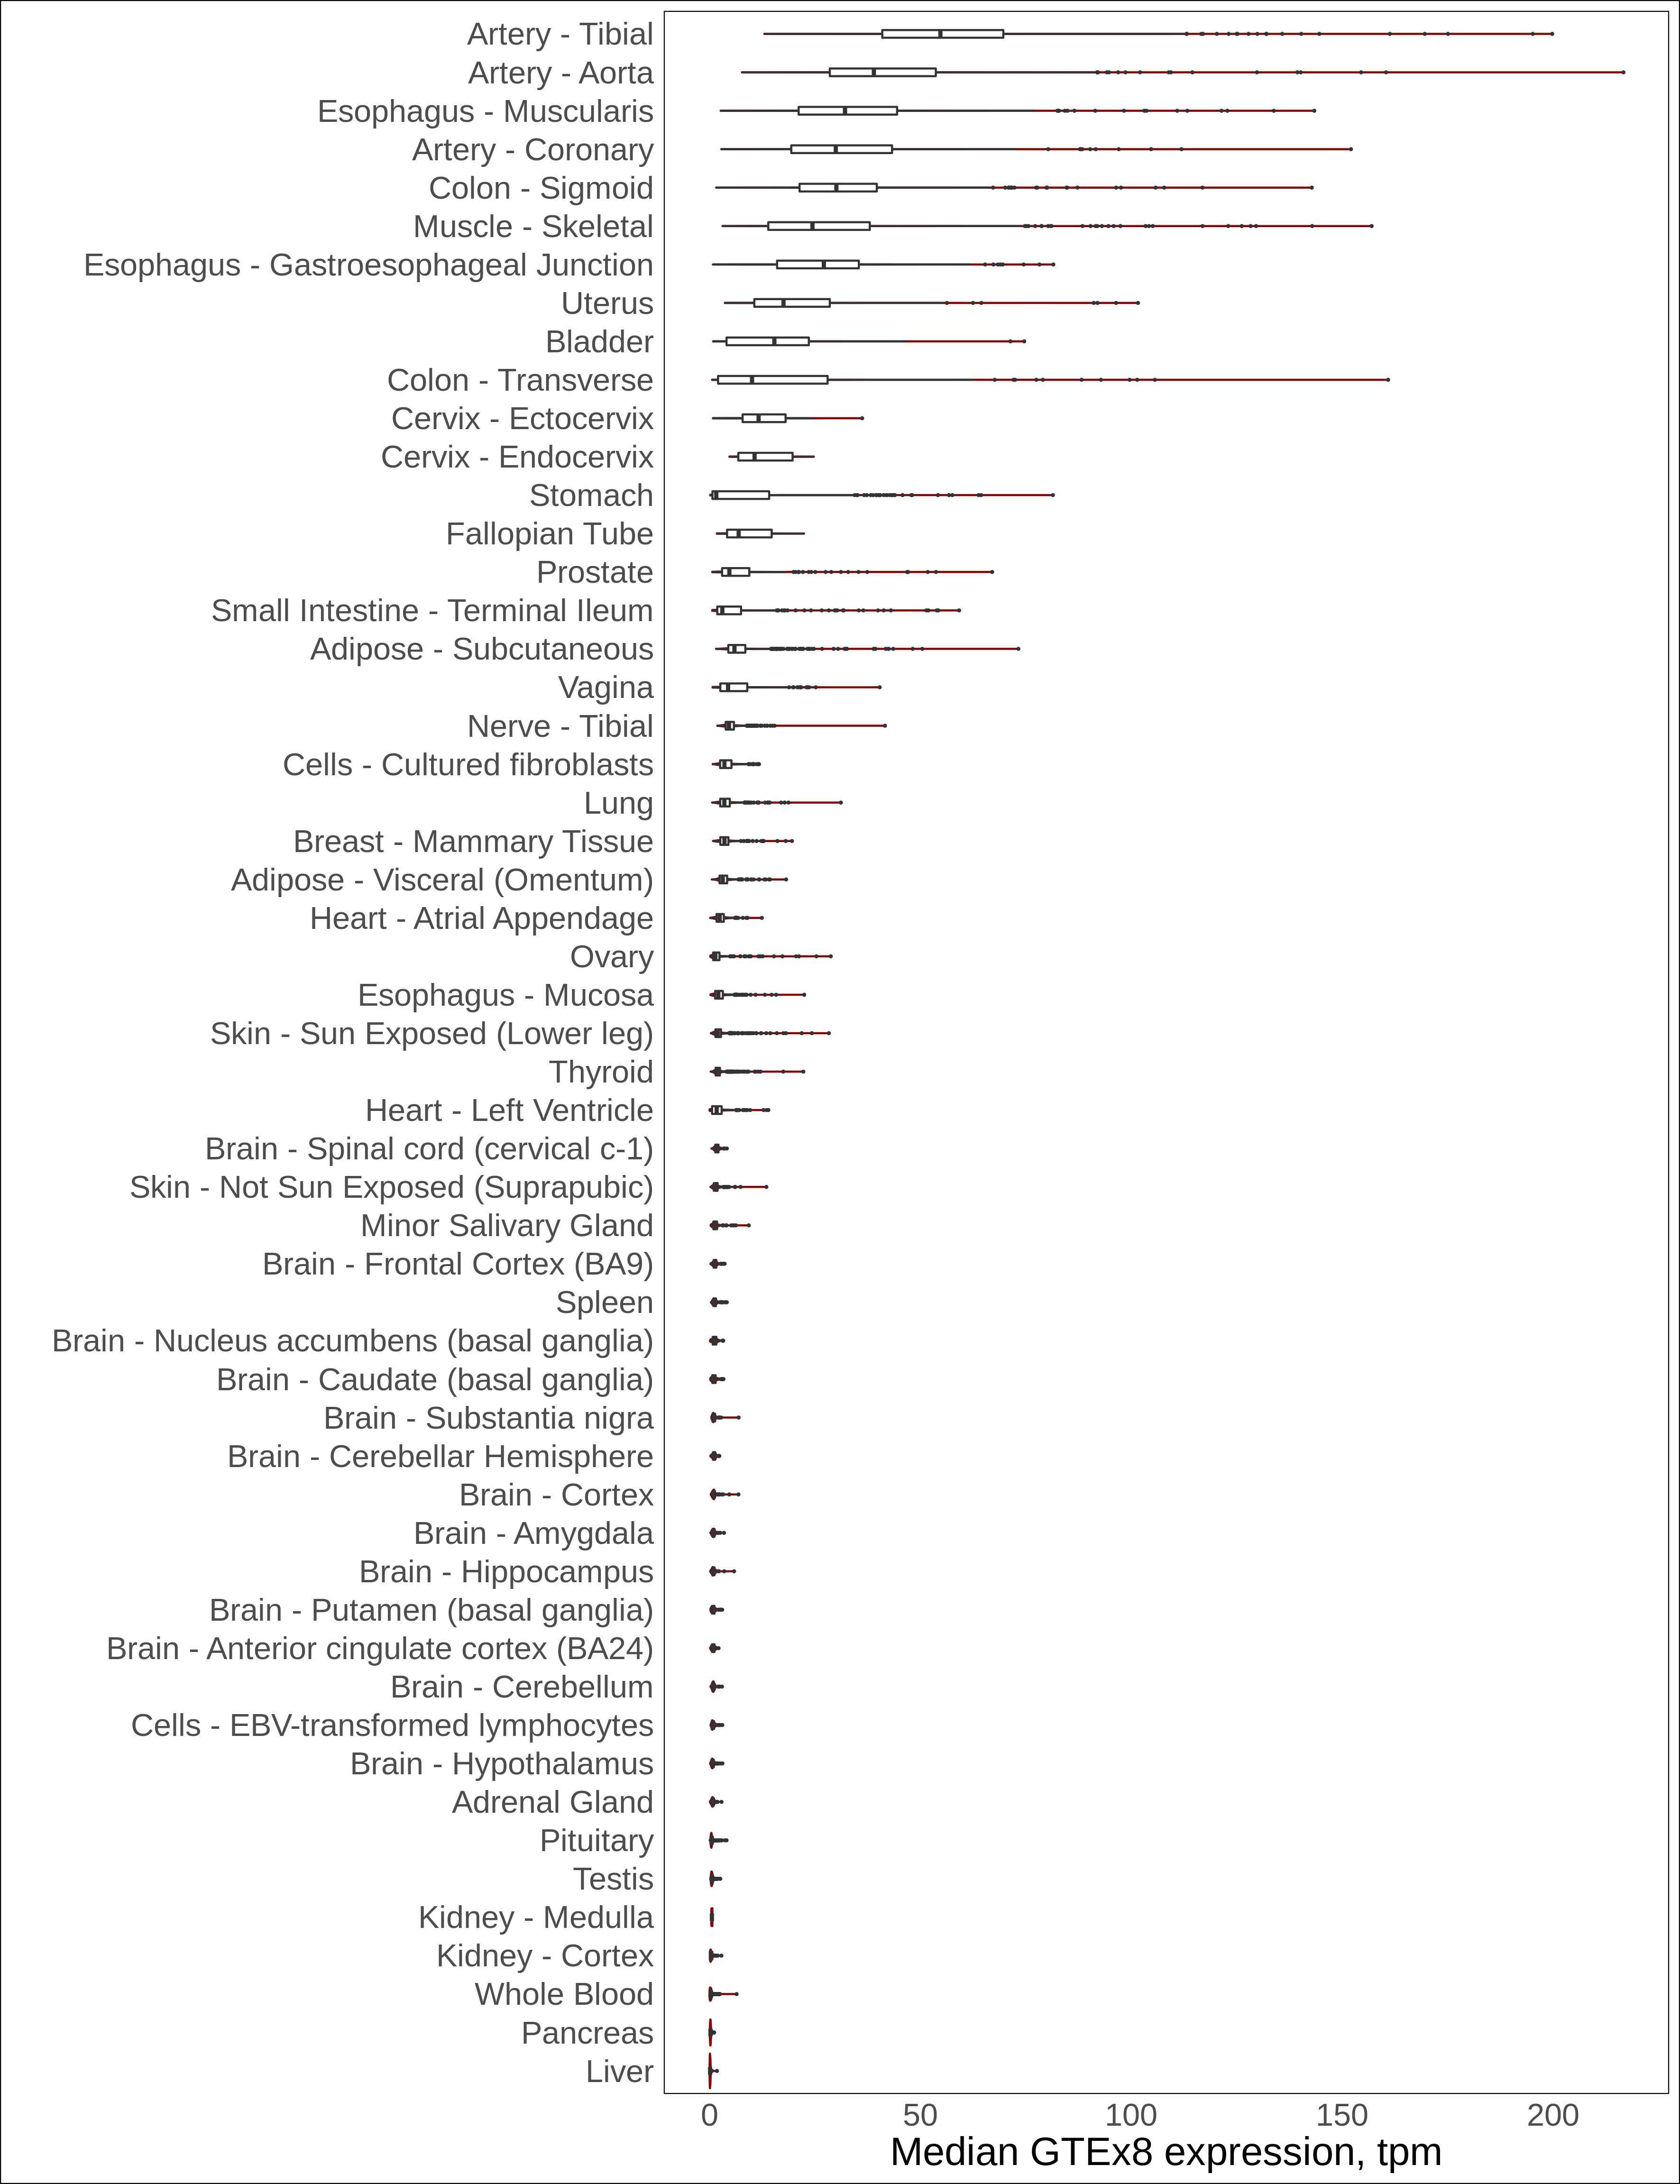 Artery - Tibial
Artery - Aorta
Esophagus - Muscularis
Artery - Coronary
Colon - Sigmoid
Muscle - Skeletal
Esophagus - Gastroesophageal Junction
Uterus
Bladder
Colon - Transverse
Cervix - Ectocervix
Cervix - Endocervix
Stomach
Fallopian Tube
Prostate
Small Intestine - Terminal Ileum
Adipose - Subcutaneous
Vagina
Nerve - Tibial
Cells - Cultured fibroblasts
Lung
Breast - Mammary Tissue
Adipose - Visceral (Omentum)
Heart - Atrial Appendage
Ovary
Esophagus - Mucosa
Skin - Sun Exposed (Lower leg)
Thyroid
Heart - Left Ventricle
Brain - Spinal cord (cervical c-1)
Skin - Not Sun Exposed (Suprapubic)
Minor Salivary Gland
Brain - Frontal Cortex (BA9)
Spleen
Brain - Nucleus accumbens (basal ganglia)
Brain - Caudate (basal ganglia)
Brain - Substantia nigra
Brain - Cerebellar Hemisphere
Brain - Cortex
Brain - Amygdala
Brain - Hippocampus
Brain - Putamen (basal ganglia)
Brain - Anterior cingulate cortex (BA24)
Brain - Cerebellum
Cells - EBV-transformed lymphocytes
Brain - Hypothalamus
Adrenal Gland
Pituitary
Testis
Kidney - Medulla
Kidney - Cortex
Whole Blood
Pancreas
Liver
0 50 100 150 200
Median GTEx8 expression, tpm